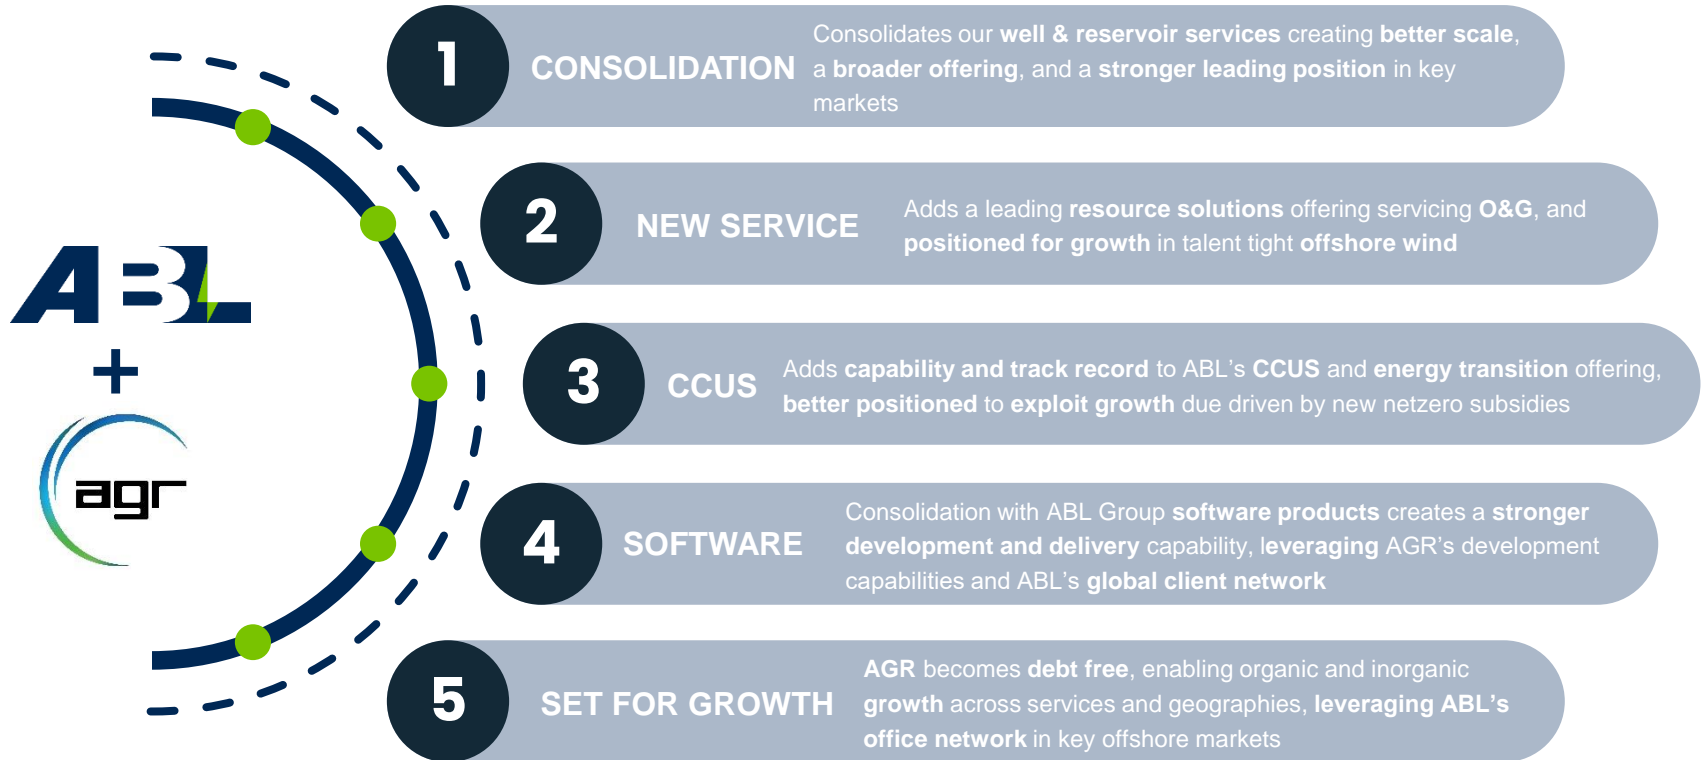 1
CONSOLIDATION
Consolidates our well & reservoir services creating better scale,
a broader offering, and a stronger leading position in key
markets
2
NEW SERVICE
Adds a leading resource solutions offering servicing O&G, and
positioned for growth in talent tight offshore wind
ABL
+
agr
3
CCUS
Adds capability and track record to ABL's CCUS and energy transition offering,
better positioned to exploit growth due driven by new netzero subsidies
4
SOFTWARE
Consolidation with ABL Group software products creates a stronger
development and delivery capability, leveraging AGR's development
capabilities and ABL's global client network
5
SET FOR GROWTH
AGR becomes debt free, enabling organic and inorganic
growth across services and geographies, leveraging ABL's
office network in key offshore markets